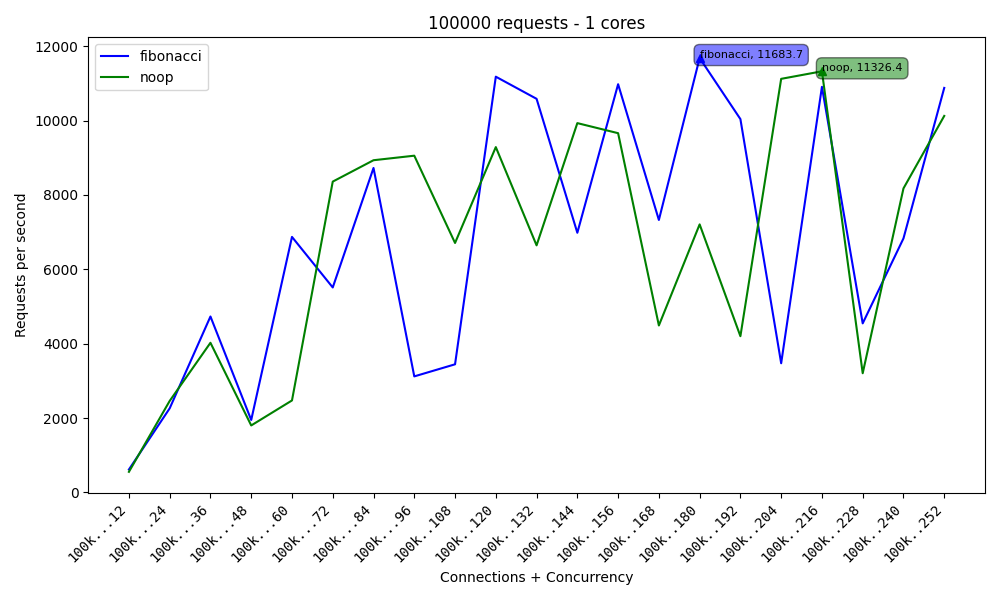 100000 requests - 1 cores
fibonacci
noop
fibonacci, 11683.7
noop, 11326.4
Requests per second
12000
10000
8000
6000
4000
2000
0
100k..12
100k..24
100k..36
100k..48
100k..60
100k..72
100k..84
100k..96
100k..108
100k..120
100k..132
100k..144
100k..156
100k..168
100k..180
100k..192
100k..204
100k..216
100k..228
100k..240
100k..252
Connections + Concurrency